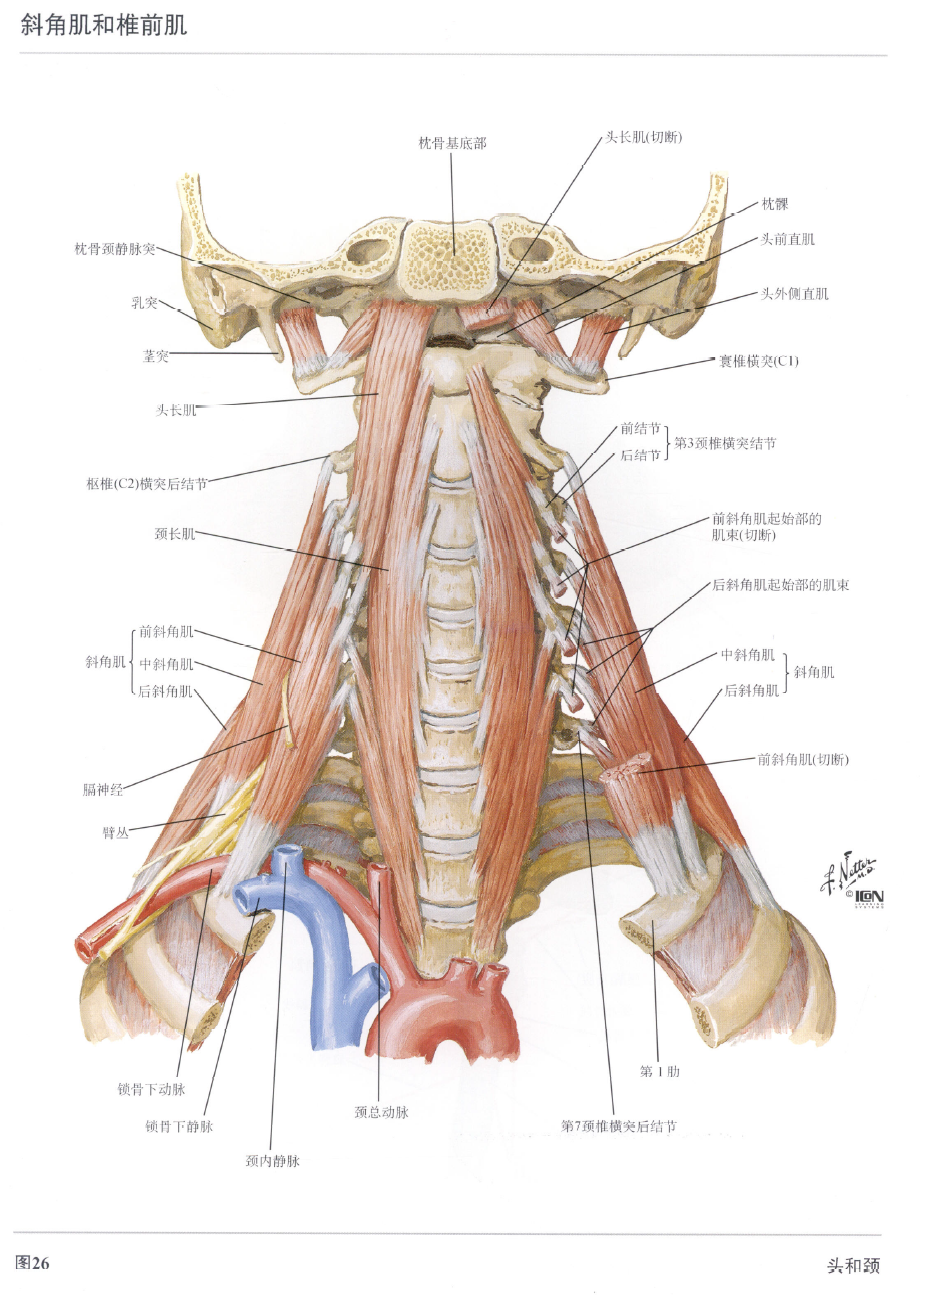 斜角肌和椎前肌
枕骨基底部
头长肌(切断)
枕髁
枕骨颈静脉突
头前直肌
乳突
头外侧直肌
茎突
寰椎横突(C1)
头长肌
前结节
后结节
第3颈椎横突结节
枢椎(C2)横突后结节
前斜角肌起始部的
肌束(切断)
颈长肌
后斜角肌起始部的肌束
斜角肌
前斜角肌
中斜角肌
后斜角肌
中斜角肌
后斜角肌
斜角肌
膈神经
前斜角肌(切断)
臂丛
F. Netter
M.D.
© ICON
LEARNING
SYSTEMS
第1肋
锁骨下动脉
颈总动脉
锁骨下静脉
第7颈椎横突后结节
颈内静脉
图26
头和颈